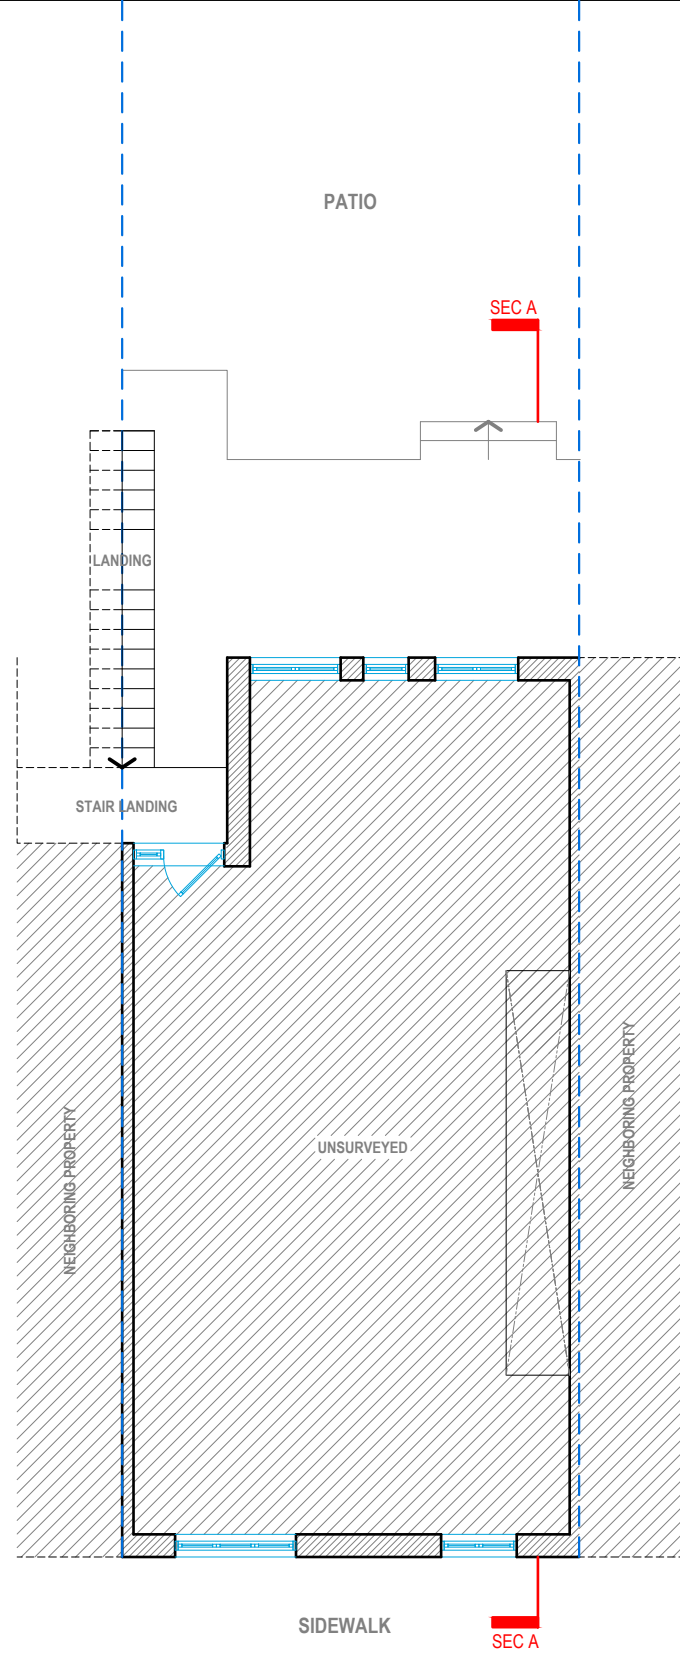 PATIO
SEC A
LANDING
STAIR LANDING
NEIGHBORING PROPERTY
UNSURVEYED
NEIGHBORING PROPERTY
SIDEWALK
SEC A